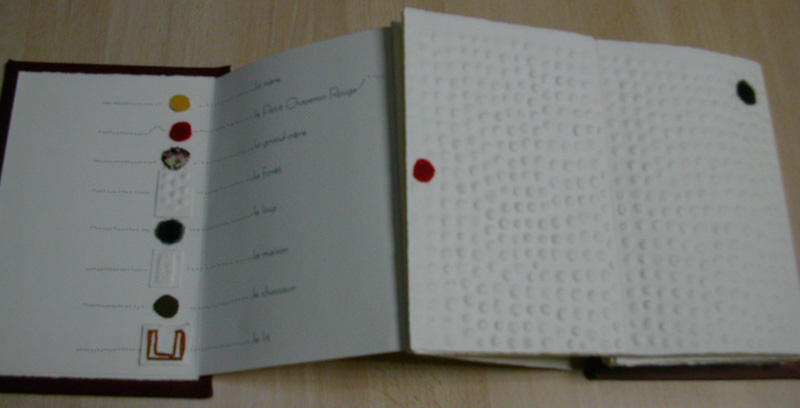 la mère
le Petit Chaperon Rouge
la grand-mère
la forêt
le loup
la maison
le chasseur
le lit